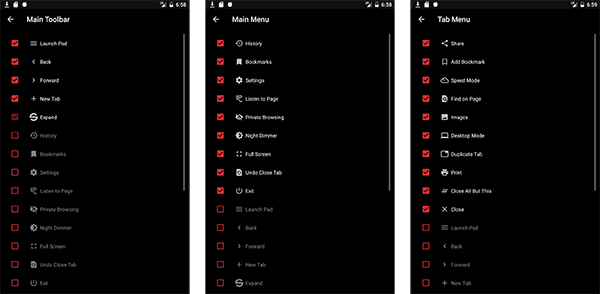 6:58
Main Toolbar
Launch Pad
Back
Forward
New Tab
Expand
History
Bookmarks
Settings
Listen to Page
Private Browsing
Night Dimmer
Full Screen
Undo Close Tab
Exit
6:58
Main Menu
History
Bookmarks
Settings
Listen to Page
Private Browsing
Night Dimmer
Full Screen
Undo Close Tab
Exit
Launch Pad
Back
Forward
New Tab
Expand
6:59
Tab Menu
Share
Add Bookmark
Speed Mode
Find on Page
Images
Desktop Mode
Duplicate Tab
Print
Close All But This
Close
Launch Pad
Back
Forward
New Tab